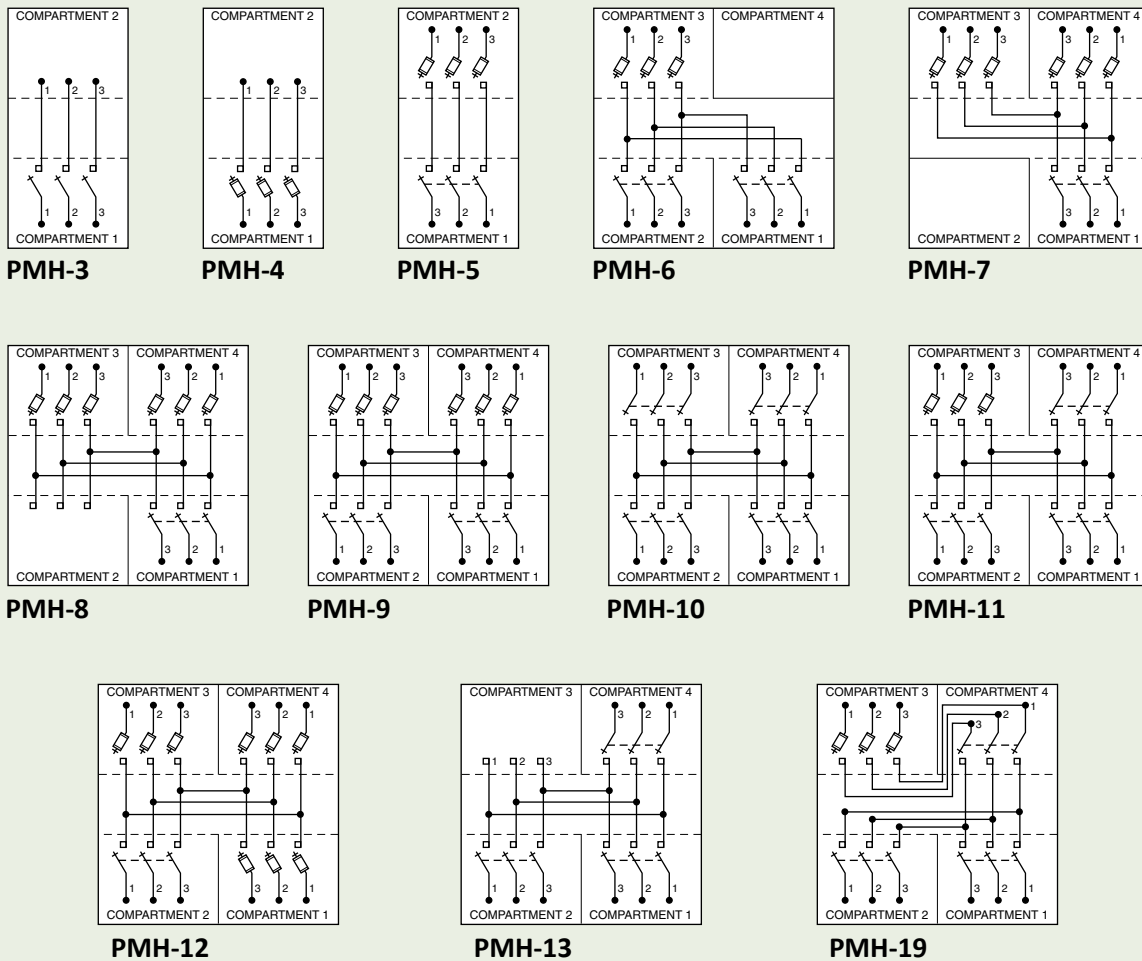 COMPARTMENT 2
1 2 3
1 2 3
COMPARTMENT 1
PMH-3
COMPARTMENT 2
1 2 3
1 2 3
COMPARTMENT 1
PMH-4
COMPARTMENT 2
1 2 3
3 2 1
COMPARTMENT 1
PMH-5
COMPARTMENT 3 COMPARTMENT 4
1 2 3
1 2 3 3 2 1
COMPARTMENT 2 COMPARTMENT 1
PMH-6
COMPARTMENT 3 COMPARTMENT 4
1 2 3 3 2 1
3 2 1
COMPARTMENT 2 COMPARTMENT 1
PMH-7
COMPARTMENT 3 COMPARTMENT 4
1 2 3 3 2 1
3 2 1
COMPARTMENT 2 COMPARTMENT 1
PMH-8
COMPARTMENT 3 COMPARTMENT 4
1 2 3 3 2 1
1 2 3 3 2 1
COMPARTMENT 2 COMPARTMENT 1
PMH-9
COMPARTMENT 3 COMPARTMENT 4
1 2 3 3 2 1
1 2 3 3 2 1
COMPARTMENT 2 COMPARTMENT 1
PMH-10
COMPARTMENT 3 COMPARTMENT 4
1 2 3 3 2 1
1 2 3 3 2 1
COMPARTMENT 2 COMPARTMENT 1
PMH-11
COMPARTMENT 3 COMPARTMENT 4
1 2 3 3 2 1
1 2 3 3 2 1
COMPARTMENT 2 COMPARTMENT 1
PMH-12
COMPARTMENT 3 COMPARTMENT 4
3 2 1
1 2 3
1 2 3 3 2 1
COMPARTMENT 2 COMPARTMENT 1
PMH-13
COMPARTMENT 3 COMPARTMENT 4
1 2 3 3 2 1
1 2 3 3 2 1
COMPARTMENT 2 COMPARTMENT 1
PMH-19